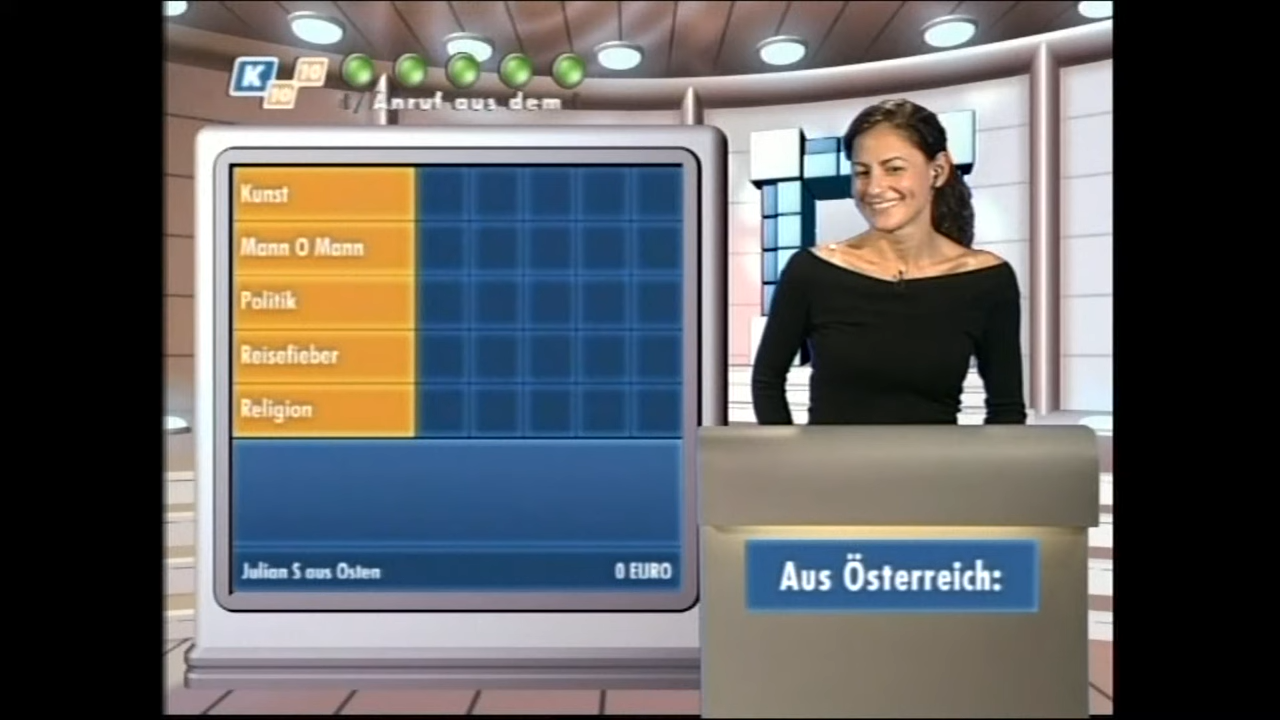 K
10
10
Anruf aus dem
Kunst
Mann O Mann
Politik
Reisefieber
Religion
Julian S aus Osten
0 EURO
Aus Österreich: